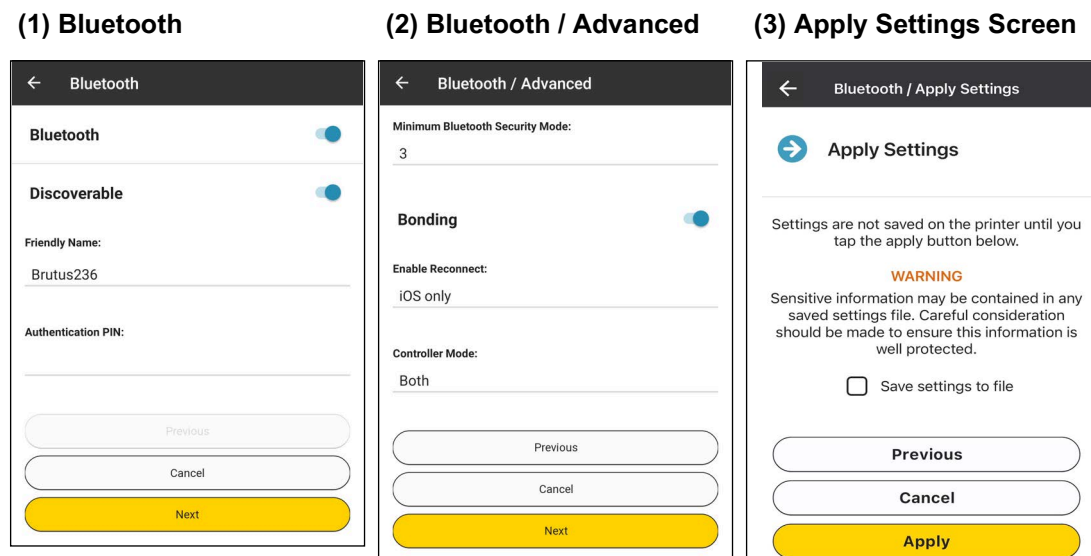 (1) Bluetooth
(2) Bluetooth / Advanced
(3) Apply Settings Screen
Bluetooth
Bluetooth
Discoverable
Friendly Name:
Brutus236
Authentication PIN:
Previous
Cancel
Next
Bluetooth / Advanced
Minimum Bluetooth Security Mode:
3
Bonding
Enable Reconnect:
iOS only
Controller Mode:
Both
Previous
Cancel
Next
Bluetooth / Apply Settings
Apply Settings
Settings are not saved on the printer until you
tap the apply button below.
WARNING
Sensitive information may be contained in any
saved settings file. Careful consideration
should be made to ensure this information is
well protected.
Save settings to file
Previous
Cancel
Apply